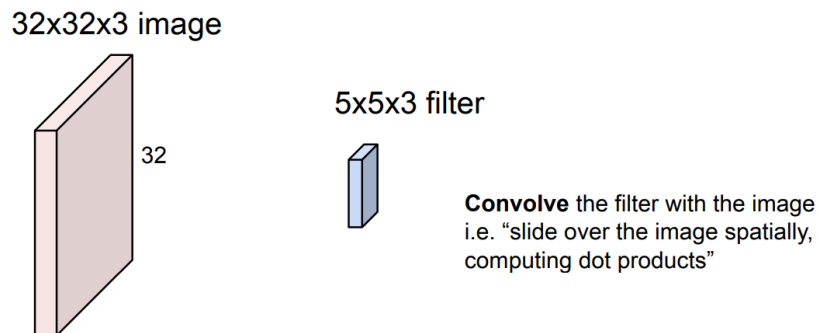 32x32x3 image
32
5x5x3 filter
Convolve the filter with the image
i.e. “slide over the image spatially,
computing dot products”